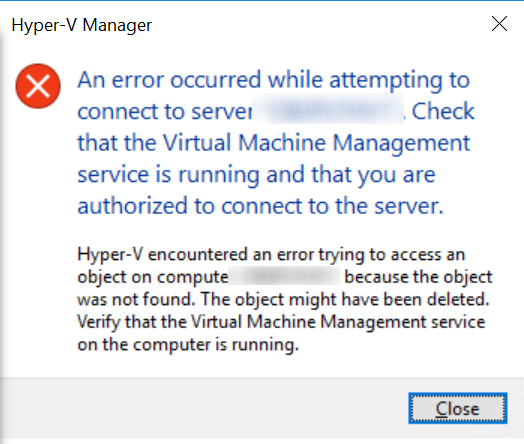 Hyper-V Manager
An error occurred while attempting to
connect to server . Check
that the Virtual Machine Management
service is running and that you are
authorized to connect to the server.
Hyper-V encountered an error trying to access an
object on compute because the object
was not found. The object might have been deleted.
Verify that the Virtual Machine Management service
on the computer is running.
Close